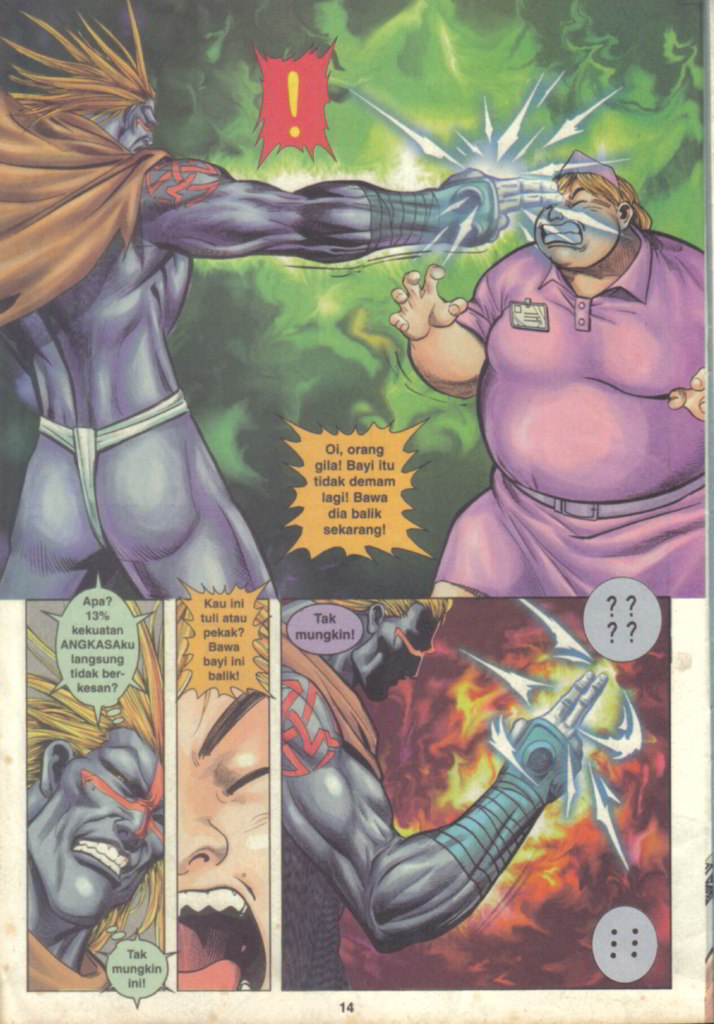 !
Oi, orang
gila! Bayi itu
tidak demam
lagi! Bawa
dia balik
sekarang!
Apa?
13%
kekuatan
ANGKASAku
langsung
tidak ber-
kesan?
Tak
mungkin
ini!
Kau ini
tuli atau
pekak?
Bawa
bayi ini
balik!
Tak
mungkin!
? ?
? ?
: :
14